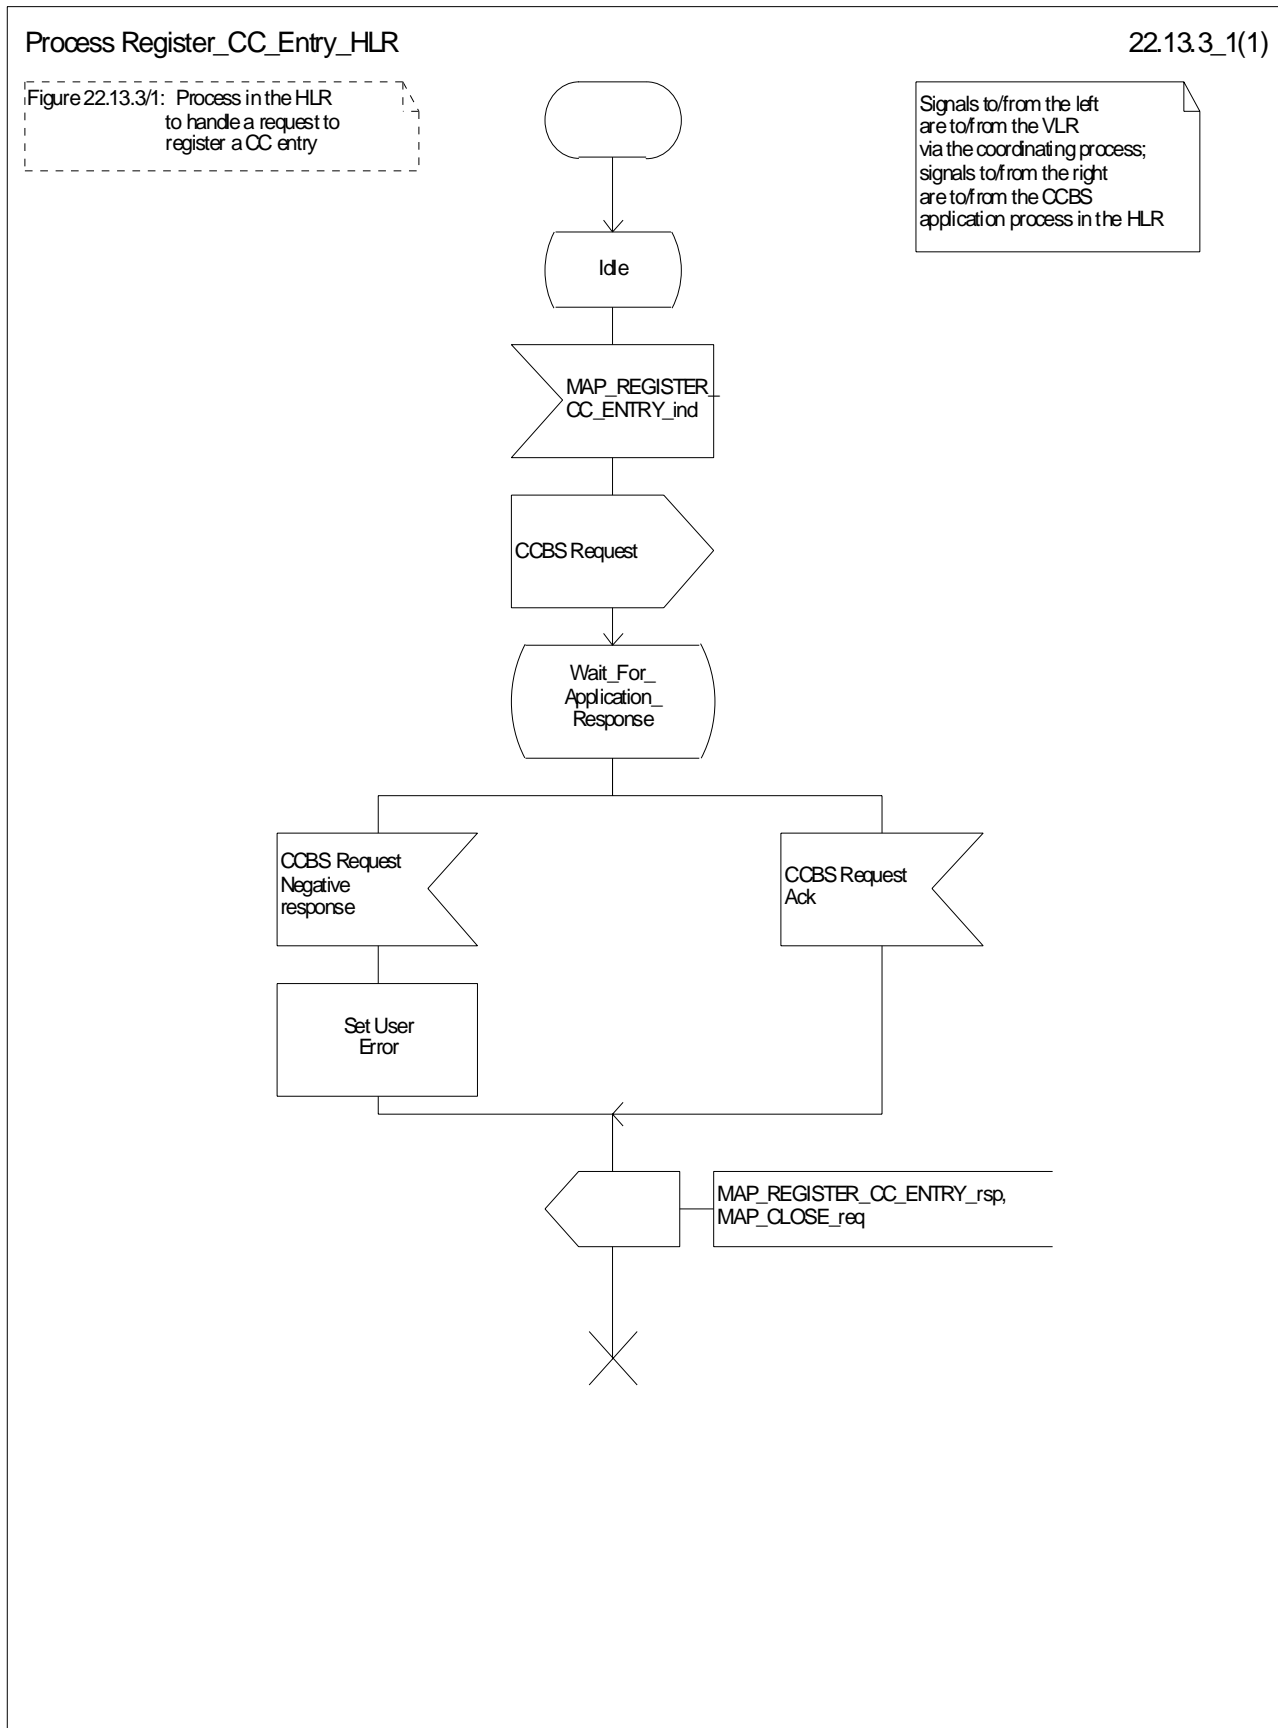 Process Register_CC_Entry_HLR
22.13.3_1(1)
Figure 22.13.3/1: Process in the HLR
to handle a request to
register a CC entry
Signals to/from the left
are to/from the VLR
via the coordinating process;
signals to/from the right
are to/from the CCBS
application process in the HLR
Idle
MAP_REGISTER_
CC_ENTRY_ind
CCBS Request
Wait_For_
Application_
Response
CCBS Request
Negative
response
CCBS Request
Ack
Set User
Error
MAP_REGISTER_CC_ENTRY_rsp,
MAP_CLOSE_req